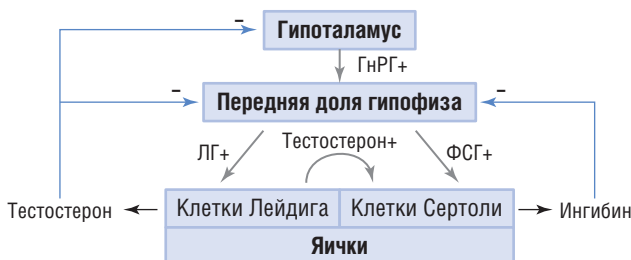 –
Гипоталамус
ГнРГ+
– –
Передняя доля гипофиза
ЛГ+ Тестостерон+ ФСГ+
Тестостерон Клетки Лейдига Клетки Сертоли Ингибин
Яички